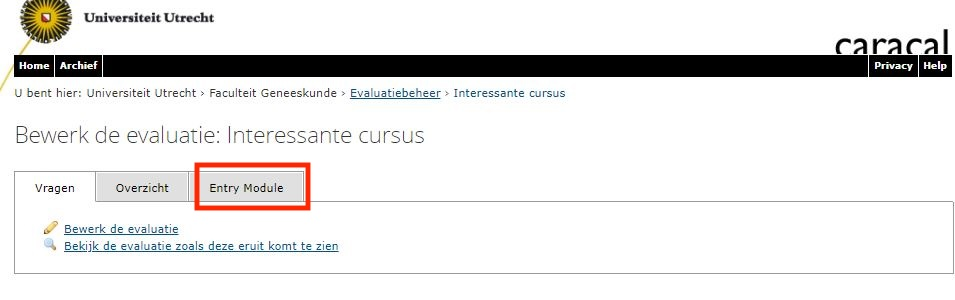 Universiteit Utrecht
caracal
Home Archief Privacy Help
U bent hier: Universiteit Utrecht › Faculteit Geneeskunde › Evaluatiebeheer › Interessante cursus
Bewerk de evaluatie: Interessante cursus
Vragen Overzicht Entry Module
Bewerk de evaluatie
Bekijk de evaluatie zoals deze eruit komt te zien